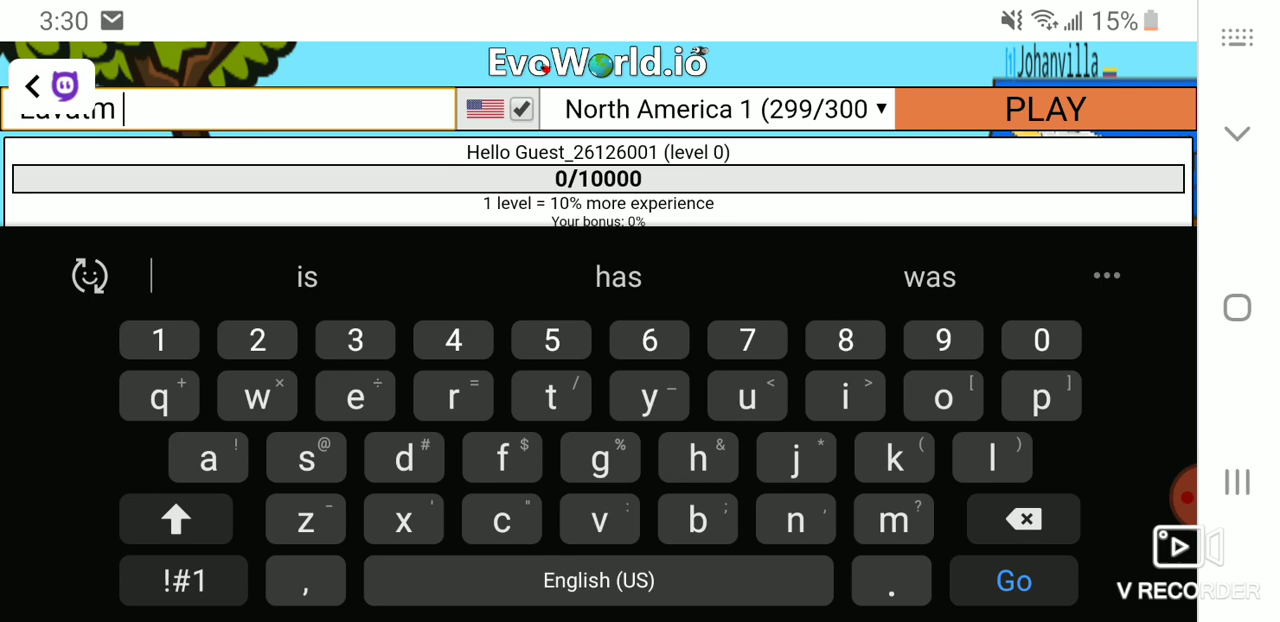 3:30 15%
EvoWorld.io
Johanvilla
North America 1 (299/300 PLAY
Hello Guest_26126001 (level 0)
0/10000
1 level = 10% more experience
Your bonus: 0%
is has was
1 2 3 4 5 6 7 8 9 0
q + w × e ÷ r = t / y _ u < i > o [ p ]
a ! s @ d # f $ g % h & j * k ( l )
z - x ' c " v : b ; n , m ?
!#1 , English (US) . Go
V RECORDER